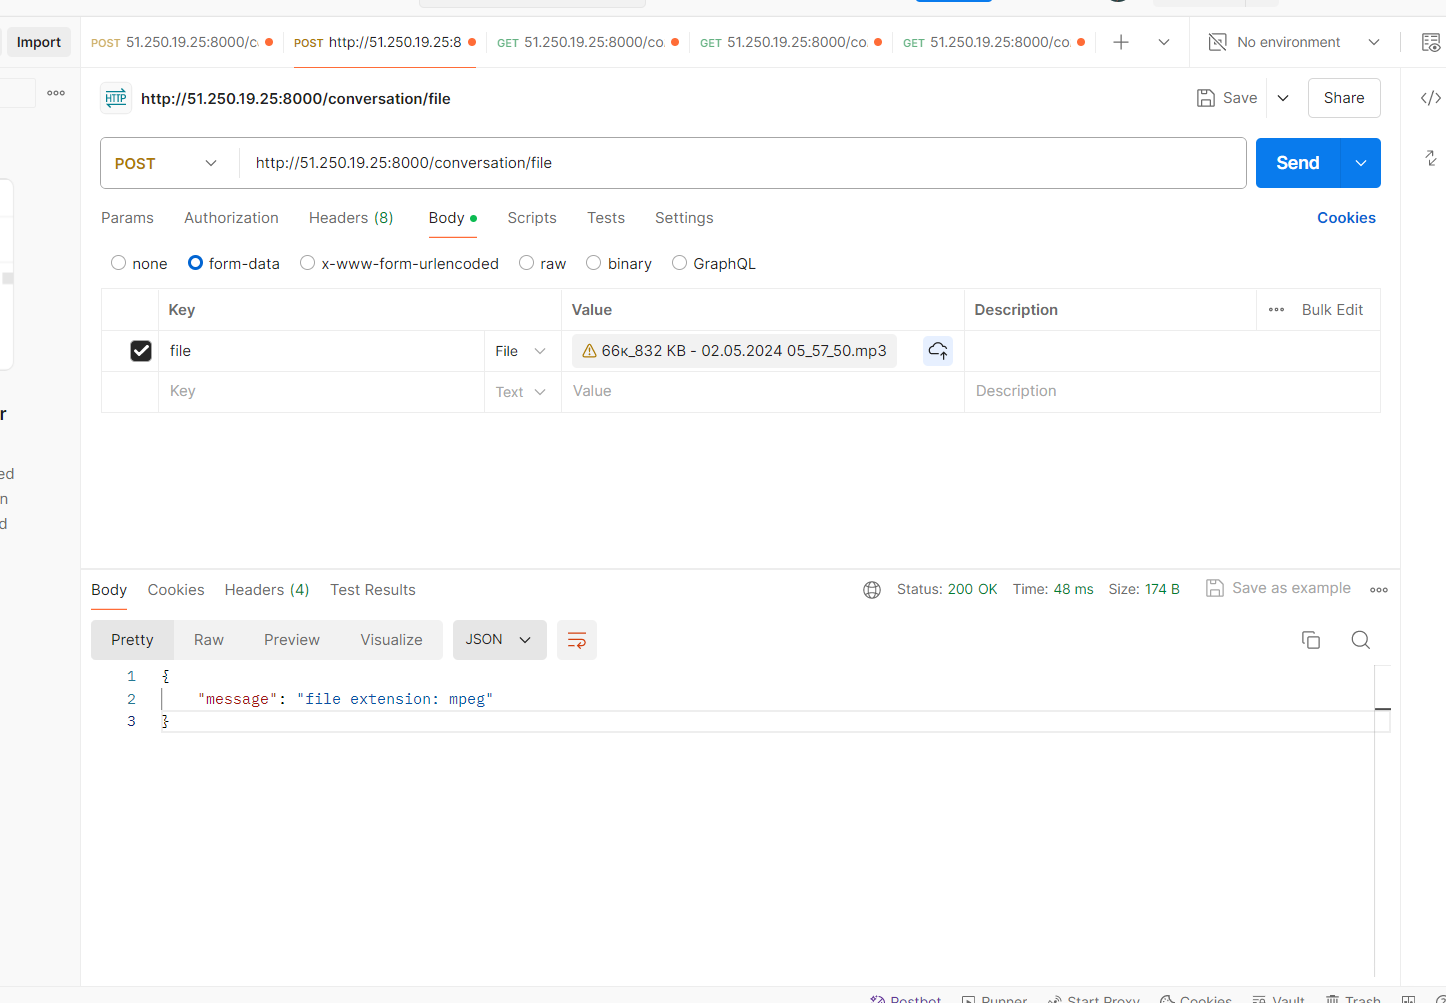 Import
POST 51.250.19.25:8000/c
POST http://51.250.19.25:8
GET 51.250.19.25:8000/co
GET 51.250.19.25:8000/co
GET 51.250.19.25:8000/co
No environment
HTTP http://51.250.19.25:8000/conversation/file
Save
Share
POST
http://51.250.19.25:8000/conversation/file
Send
Params Authorization Headers (8) Body Scripts Tests Settings
Cookies
none form-data x-www-form-urlencoded raw binary GraphQL
Key Value Description Bulk Edit
file File 66к_832 KB - 02.05.2024 05_57_50.mp3
Key Text Value Description
r
ed
n
d
Body Cookies Headers (4) Test Results
Status: 200 OK Time: 48 ms Size: 174 B
Save as example
Pretty Raw Preview Visualize JSON
1 {
2 "message": "file extension: mpeg"
3 }
Postbot Runner Start Proxy Cookies Vault Trash